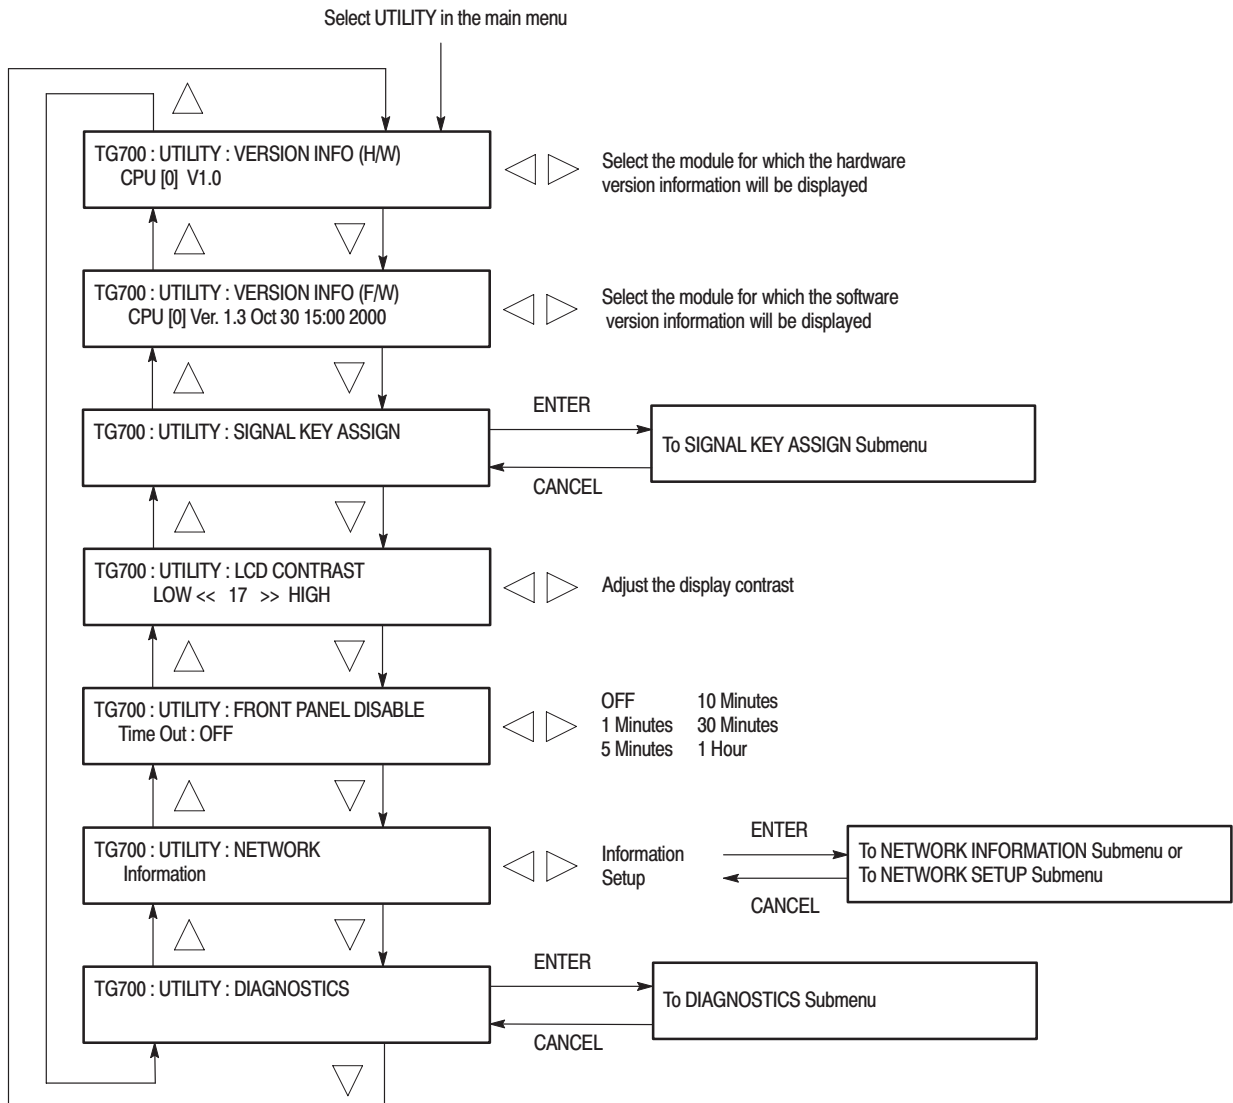 Select UTILITY in the main menu
TG700 : UTILITY : VERSION INFO (H/W)
CPU [0] V1.0
Select the module for which the hardware
version information will be displayed
TG700 : UTILITY : VERSION INFO (F/W)
CPU [0] Ver. 1.3 Oct 30 15:00 2000
Select the module for which the software
version information will be displayed
TG700 : UTILITY : SIGNAL KEY ASSIGN
ENTER
To SIGNAL KEY ASSIGN Submenu
CANCEL
TG700 : UTILITY : LCD CONTRAST
LOW << 17 >> HIGH
Adjust the display contrast
TG700 : UTILITY : FRONT PANEL DISABLE
Time Out : OFF
OFF 10 Minutes
1 Minutes 30 Minutes
5 Minutes 1 Hour
TG700 : UTILITY : NETWORK
Information
Information
Setup
ENTER
To NETWORK INFORMATION Submenu or
To NETWORK SETUP Submenu
CANCEL
TG700 : UTILITY : DIAGNOSTICS
ENTER
To DIAGNOSTICS Submenu
CANCEL